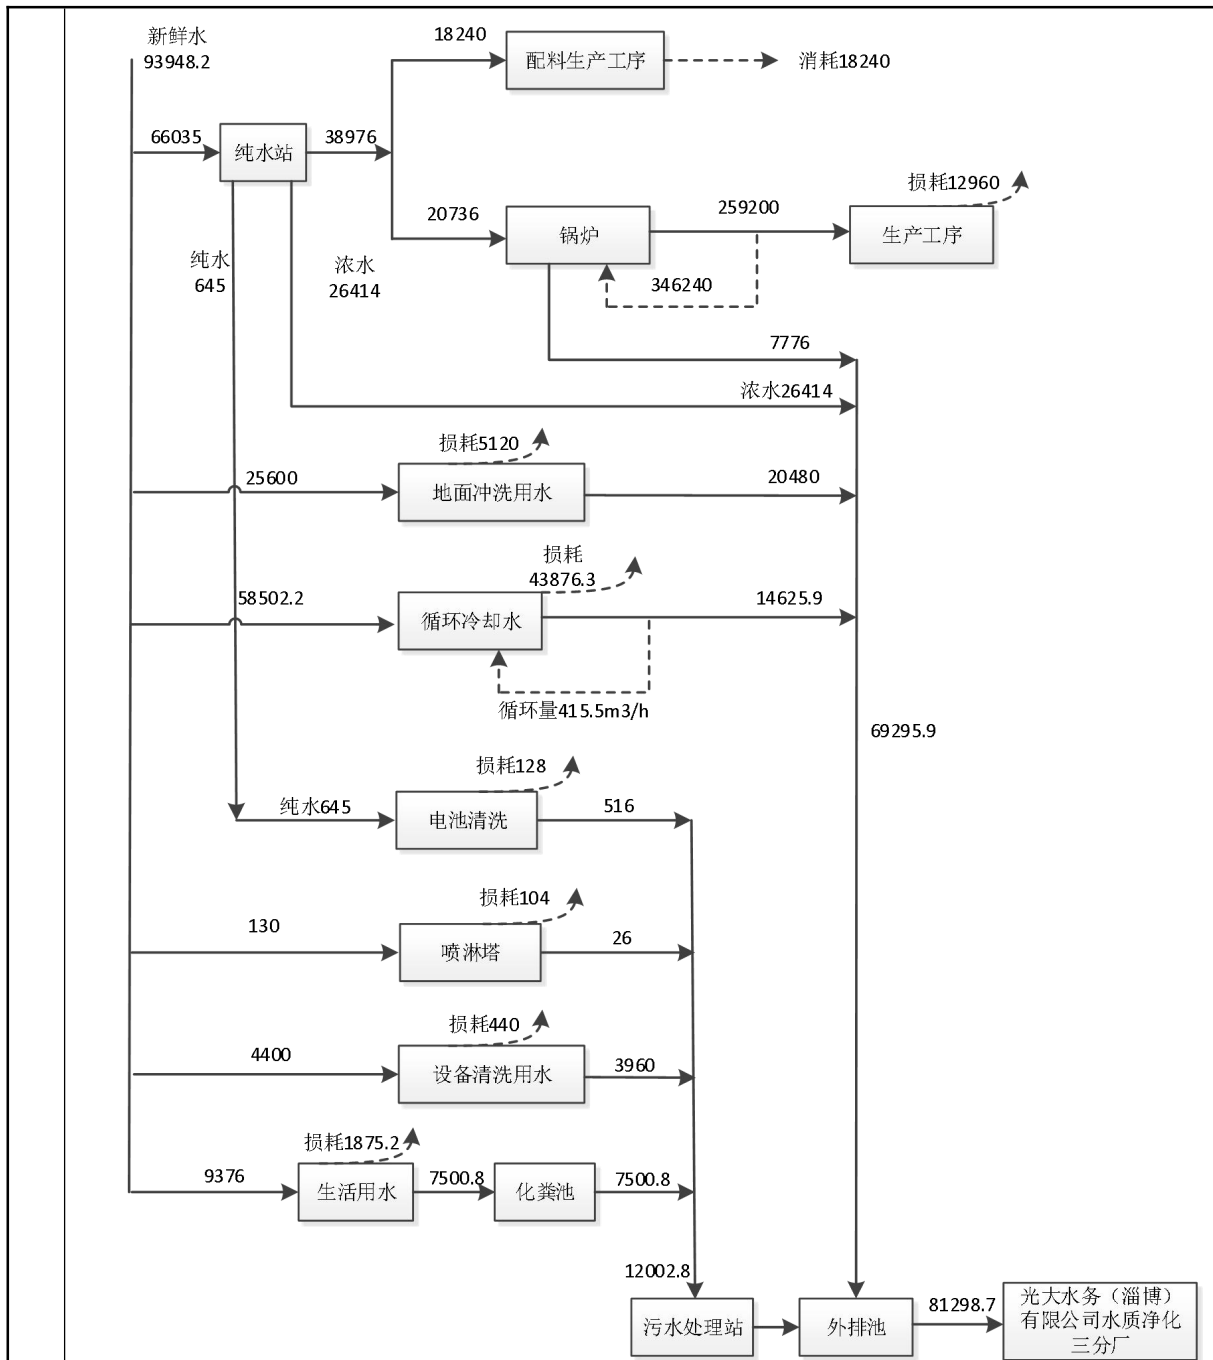 新鲜水
93948.2
18240
配料生产工序
消耗18240
66035
纯水站
38976
损耗12960
20736
锅炉
259200
生产工序
纯水
645
浓水
26414
346240
7776
浓水26414
损耗5120
25600
地面冲洗用水
20480
损耗
43876.3
58502.2
循环冷却水
14625.9
循环量415.5m3/h
69295.9
损耗128
纯水645
电池清洗
516
损耗104
130
喷淋塔
26
损耗440
4400
设备清洗用水
3960
损耗1875.2
9376
生活用水
7500.8
化粪池
7500.8
12002.8
污水处理站
外排池
81298.7
光大水务（淄博）
有限公司水质净化
三分厂